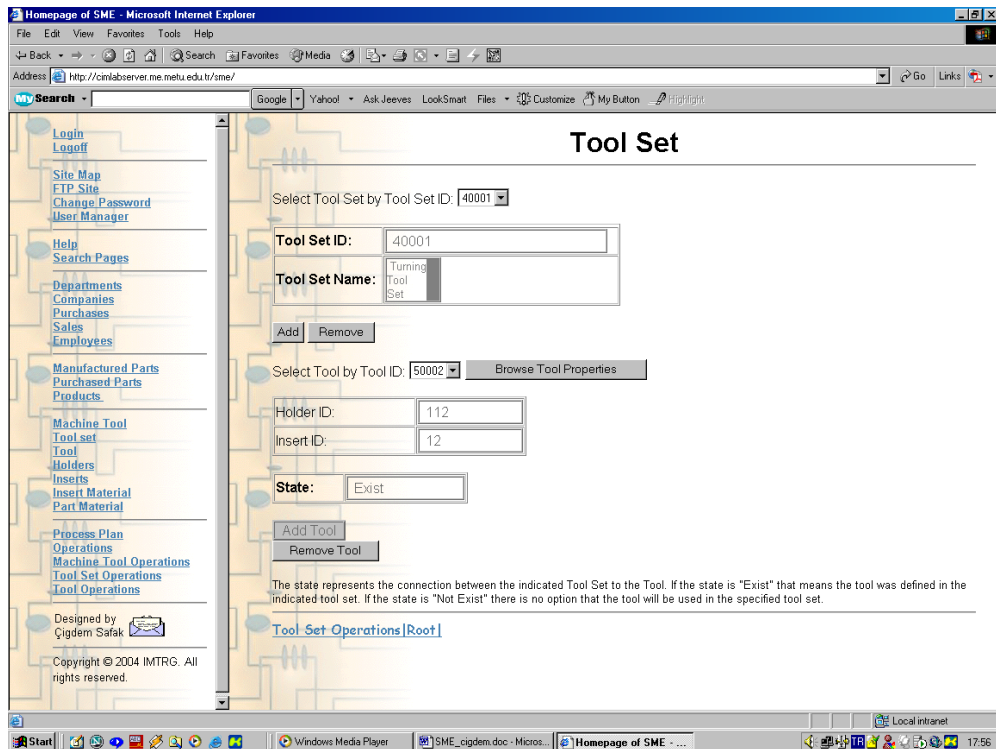 Homepage of SME - Microsoft Internet Explorer
File Edit View Favorites Tools Help
Back Search Favorites Media
Address http://cimlabserver.me.metu.edu.tr/sme/ Go Links
My Search Google Yahoo! Ask Jeeves LookSmart Files Customize My Button Highlight
Login
Logoff
Site Map
FTP Site
Change Password
User Manager
Help
Search Pages
Departments
Companies
Purchases
Sales
Employees
Manufactured Parts
Purchased Parts
Products
Machine Tool
Tool set
Tool
Holders
Inserts
Insert Material
Part Material
Process Plan
Operations
Machine Tool Operations
Tool Set Operations
Tool Operations
Designed by
Çigdem Safak
Copyright © 2004 IMTRG. All
rights reserved.
Tool Set
Select Tool Set by Tool Set ID: 40001
Tool Set ID: 40001
Tool Set Name: Turning
Tool
Set
Add Remove
Select Tool by Tool ID: 50002 Browse Tool Properties
Holder ID: 112
Insert ID: 12
State: Exist
Add Tool
Remove Tool
The state represents the connection between the indicated Tool Set to the Tool. If the state is "Exist" that means the tool was defined in the
indicated tool set. If the state is "Not Exist" there is no option that the tool will be used in the specified tool set.
Tool Set Operations|Root|
Local intranet
Start Windows Media Player SME_cigdem.doc - Micros... Homepage of SME - ... TR 17:56